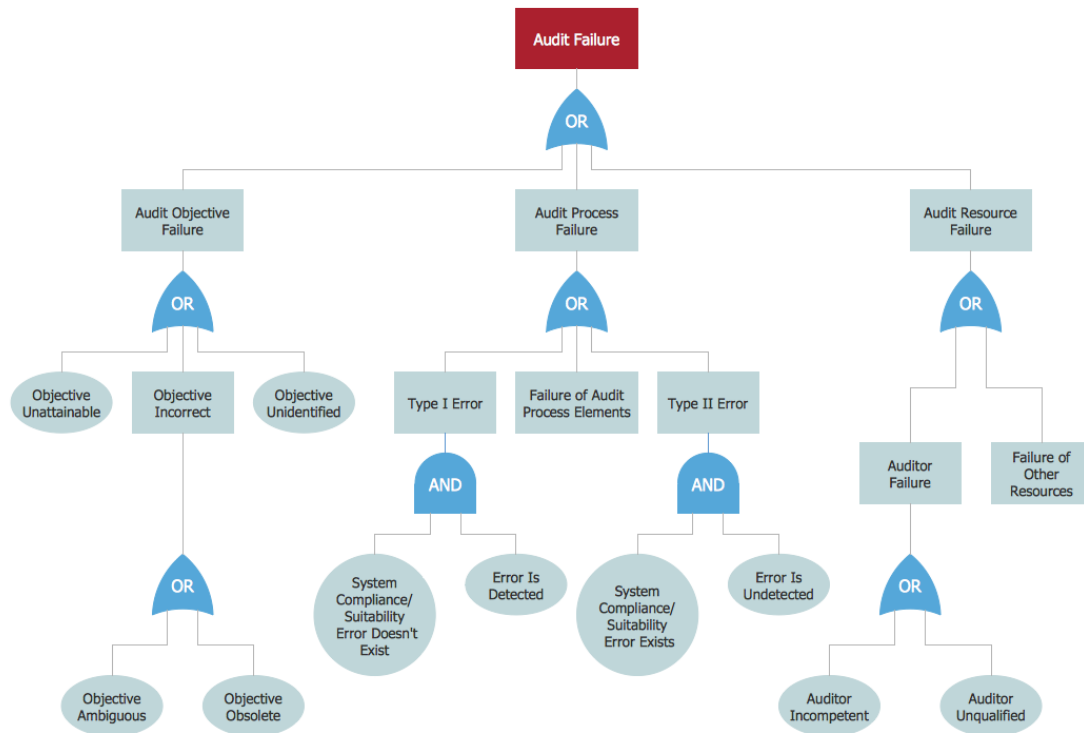 Audit Failure
OR
Audit Objective
Failure
Audit Process
Failure
Audit Resource
Failure
OR
OR
OR
Objective
Unattainable
Objective
Incorrect
Objective
Unidentified
Type I Error
Failure of Audit
Process Elements
Type II Error
Auditor
Failure
Failure of
Other
Resources
AND
AND
System
Compliance/
Suitability
Error Doesn't
Exist
Error Is
Detected
System
Compliance/
Suitability
Error Exists
Error Is
Undetected
OR
OR
Objective
Ambiguous
Objective
Obsolete
Auditor
Incompetent
Auditor
Unqualified